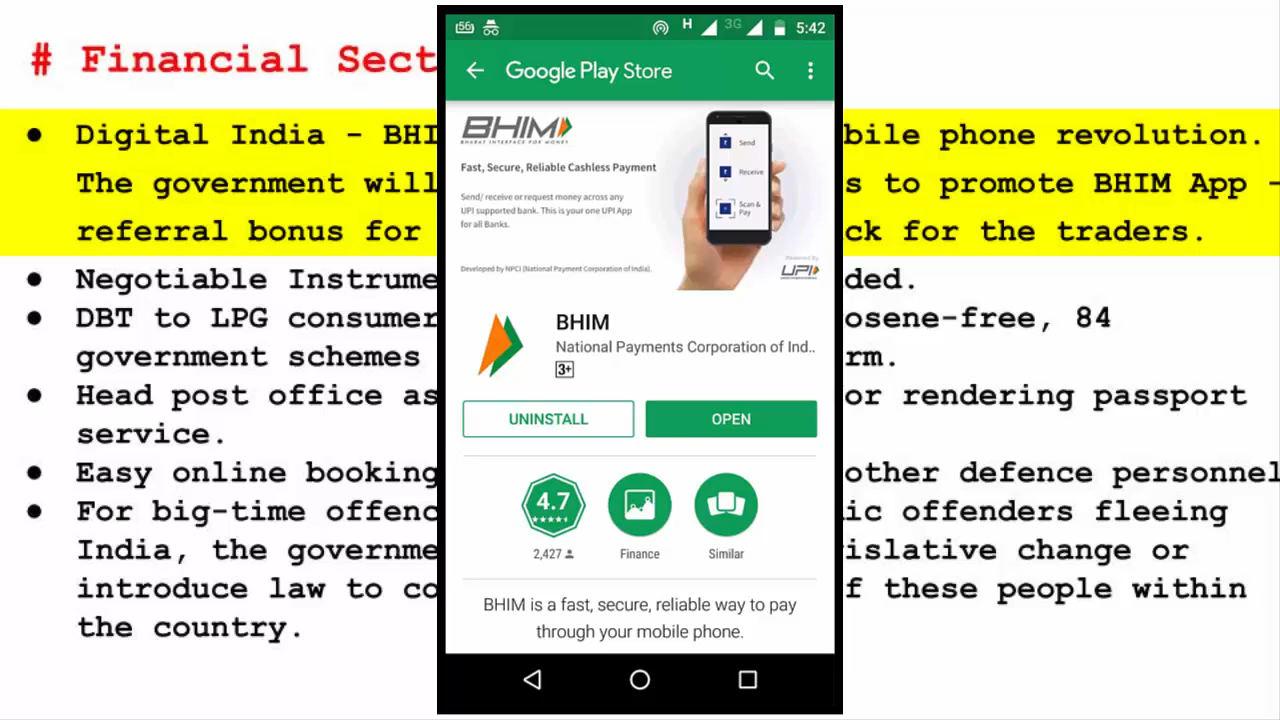 # Financial Sect
● Digital India – BHI
The government will
referral bonus for
● Negotiable Instrume
● DBT to LPG consumer
government schemes
● Head post office as
service.
● Easy online booking
● For big-time offenc
India, the governme
introduce law to co
the country.
56
H
3G
5:42
Google Play Store
BHIM
BHARAT INTERFACE FOR MONEY
Fast, Secure, Reliable Cashless Payment
Send/ receive or request money across any
UPI supported bank. This is your one UPI App
for all Banks.
Developed by NPCI (National Payment Corporation of India).
Send
Receive
Scan &
Pay
Powered by
UPI
BHIM
National Payments Corporation of Ind..
3+
UNINSTALL
OPEN
4.7
2,427
Finance
Similar
BHIM is a fast, secure, reliable way to pay
through your mobile phone.
bile phone revolution.
s to promote BHIM App –
ck for the traders.
ded.
osene-free, 84
rm.
or rendering passport
other defence personnel
ic offenders fleeing
islative change or
f these people within